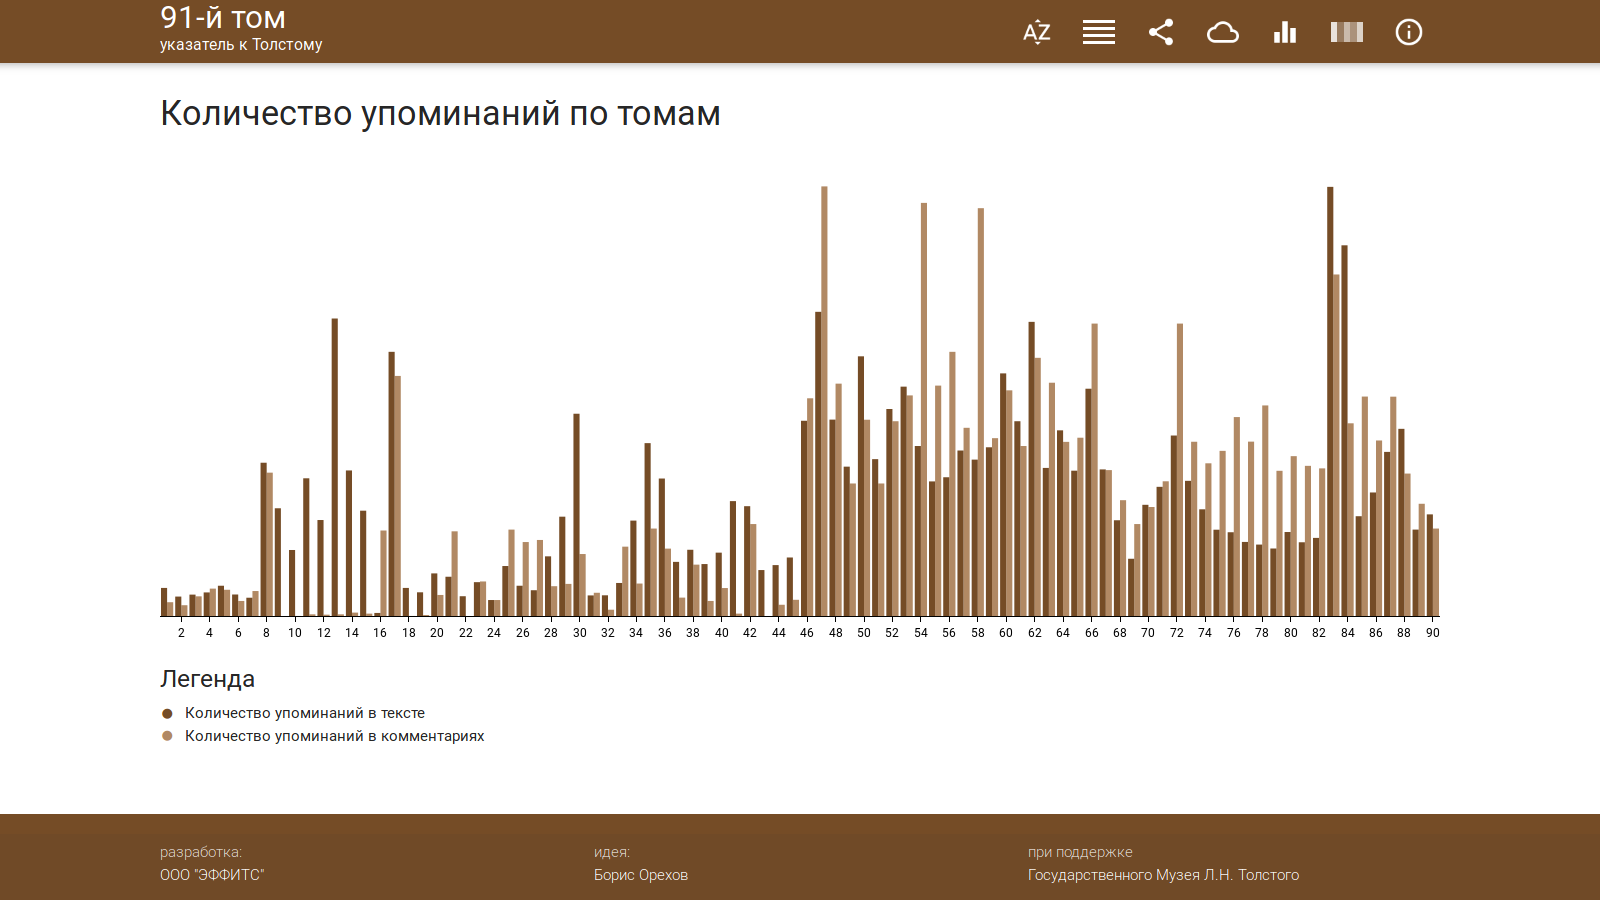 91-й том
указатель к Толстому
AZ
Количество упоминаний по томам
2 4 6 8 10 12 14 16 18 20 22 24 26 28 30 32 34 36 38 40 42 44 46 48 50 52 54 56 58 60 62 64 66 68 70 72 74 76 78 80 82 84 86 88 90
Легенда
Количество упоминаний в тексте
Количество упоминаний в комментариях
разработка: идея: при поддержке
ООО "ЭФФИТС" Борис Орехов Государственного Музея Л.Н. Толстого